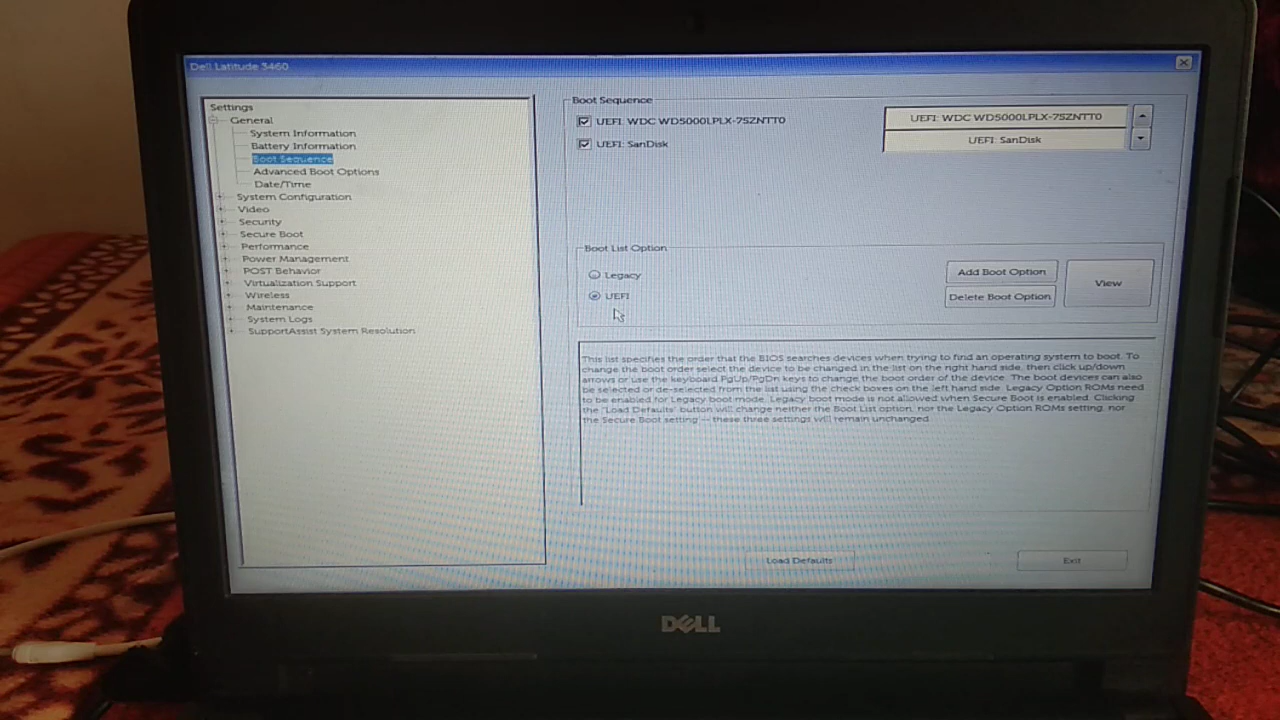 Dell Latitude 3460
Settings
General
System Information
Battery Information
Boot Sequence
Advanced Boot Options
Date/Time
System Configuration
Video
Security
Secure Boot
Performance
Power Management
POST Behavior
Virtualization Support
Wireless
Maintenance
System Logs
SupportAssist System Resolution
Boot Sequence
UEFI: WDC WD5000LPLX-75ZNTT0
UEFI: SanDisk
UEFI: WDC WD5000LPLX-75ZNTT0
UEFI: SanDisk
Boot List Option
Legacy
UEFI
Add Boot Option
Delete Boot Option
View
This list specifies the order that the BIOS searches devices when trying to find an operating system to boot. To
change the boot order select the device to be changed in the list on the right hand side, then click up/down
arrows or use the keyboard PgUp/PgDn keys to change the boot order of the device. The boot devices can also
be selected or de-selected from the list using the check boxes on the left hand side. Legacy Option ROMs need
to be enabled for Legacy boot mode. Legacy boot mode is not allowed when Secure Boot is enabled. Clicking
the "Load Defaults" button will change neither the Boot List option, nor the Legacy Option ROMs setting, nor
the Secure Boot setting -- these three settings will remain unchanged.
Load Defaults
Exit
DELL